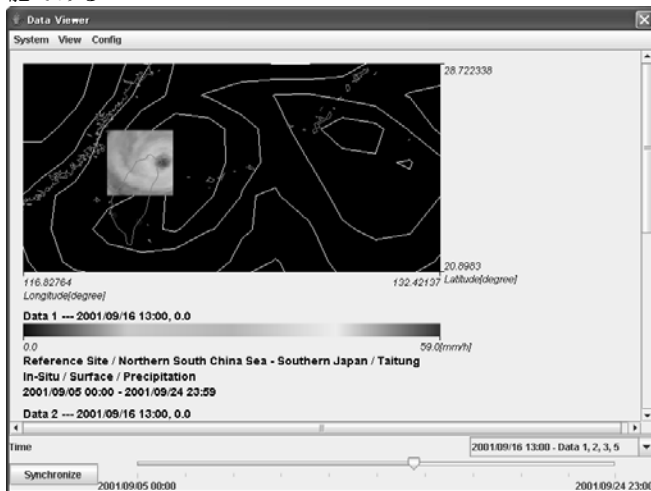 Data Viewer
System View Config
28.722338
20.8983
116.82764
132.42137
Latitude[degree]
Longitude[degree]
Data 1 --- 2001/09/16 13:00, 0.0
0.0
59.0[mm/h]
Reference Site / Northern South China Sea - Southern Japan / Taitung
In-Situ / Surface / Precipitation
2001/09/05 00:00 - 2001/09/24 23:59
Data 2 --- 2001/09/16 13:00, 0.0
Time
2001/09/16 13:00 - Data 1, 2, 3, 5
Synchronize
2001/09/05 00:00
2001/09/24 23:00